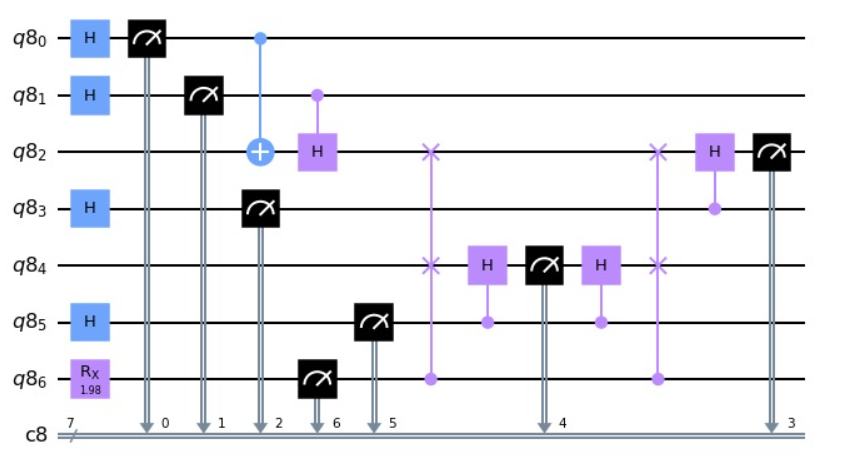 q8₀ H
q8₁ H
q8₂ H H
q8₃ H
q8₄ H H
q8₅ H
q8₆ Rₓ 1.98
c8 7 0 1 2 6 5 4 3